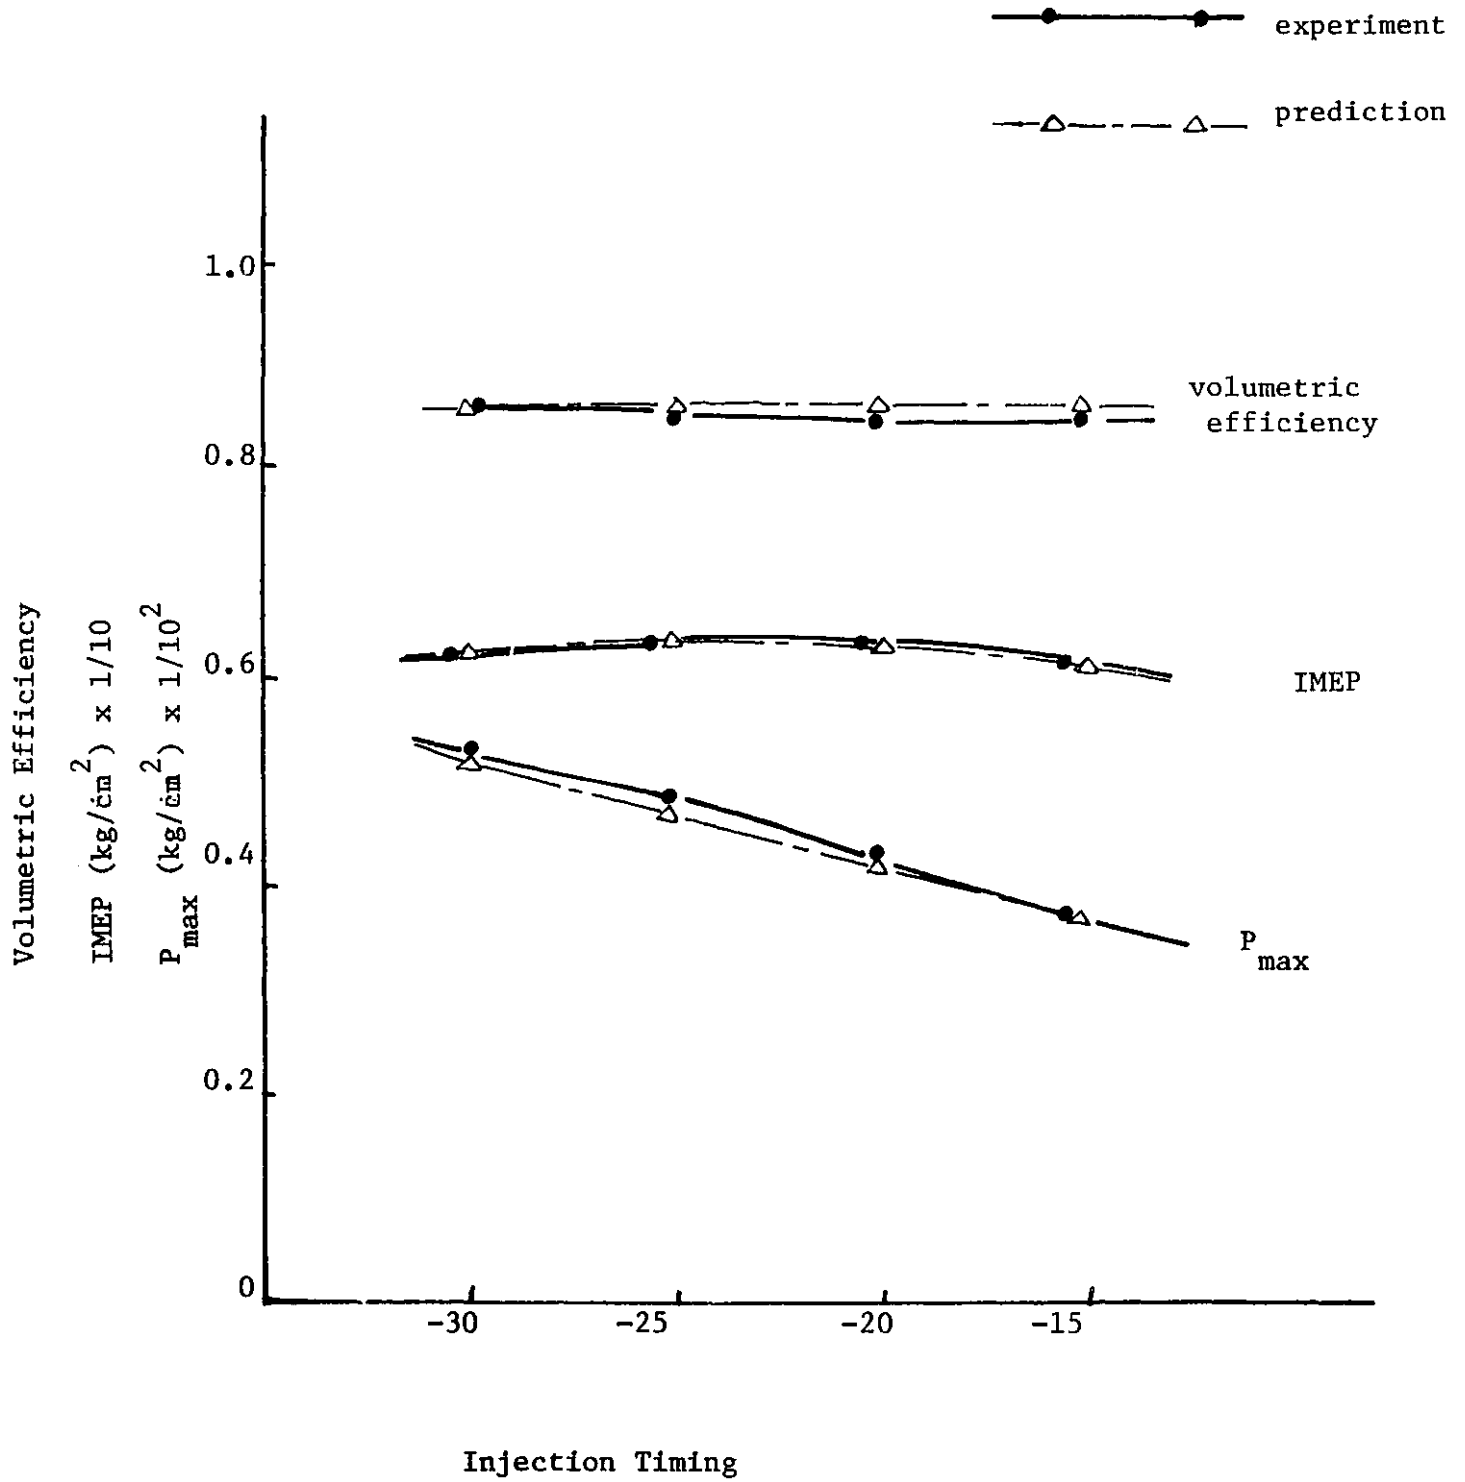 experiment
prediction
1.0
0.8
0.6
0.4
0.2
0
Volumetric Efficiency
IMEP (kg/cm²) x 1/10
P max (kg/cm²) x 1/10²
volumetric
efficiency
IMEP
P max
-30 -25 -20 -15
Injection Timing